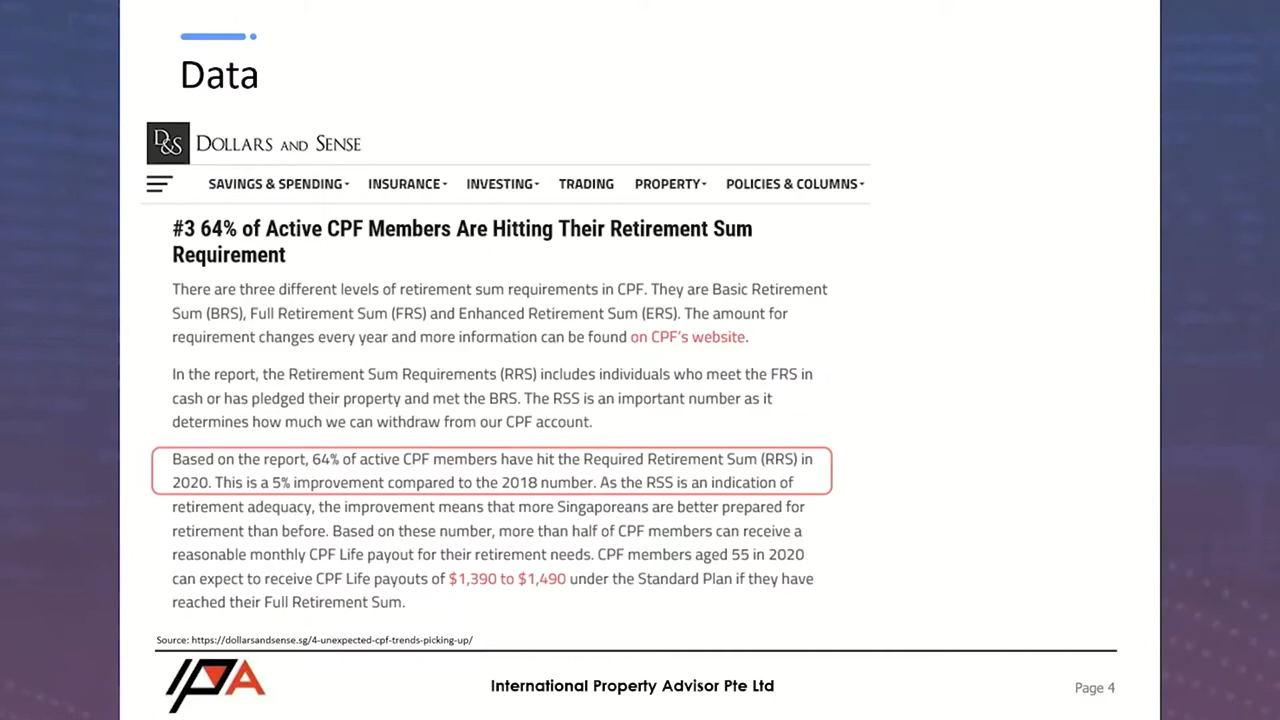 Data
D&S DOLLARS AND SENSE
SAVINGS & SPENDING INSURANCE INVESTING TRADING PROPERTY POLICIES & COLUMNS
#3 64% of Active CPF Members Are Hitting Their Retirement Sum
Requirement
There are three different levels of retirement sum requirements in CPF. They are Basic Retirement
Sum (BRS), Full Retirement Sum (FRS) and Enhanced Retirement Sum (ERS). The amount for
requirement changes every year and more information can be found on CPF's website.
In the report, the Retirement Sum Requirements (RRS) includes individuals who meet the FRS in
cash or has pledged their property and met the BRS. The RSS is an important number as it
determines how much we can withdraw from our CPF account.
Based on the report, 64% of active CPF members have hit the Required Retirement Sum (RRS) in
2020. This is a 5% improvement compared to the 2018 number. As the RSS is an indication of
retirement adequacy, the improvement means that more Singaporeans are better prepared for
retirement than before. Based on these number, more than half of CPF members can receive a
reasonable monthly CPF Life payout for their retirement needs. CPF members aged 55 in 2020
can expect to receive CPF Life payouts of $1,390 to $1,490 under the Standard Plan if they have
reached their Full Retirement Sum.
Source: https://dollarsandsense.sg/4-unexpected-cpf-trends-picking-up/
IPA
International Property Advisor Pte Ltd
Page 4